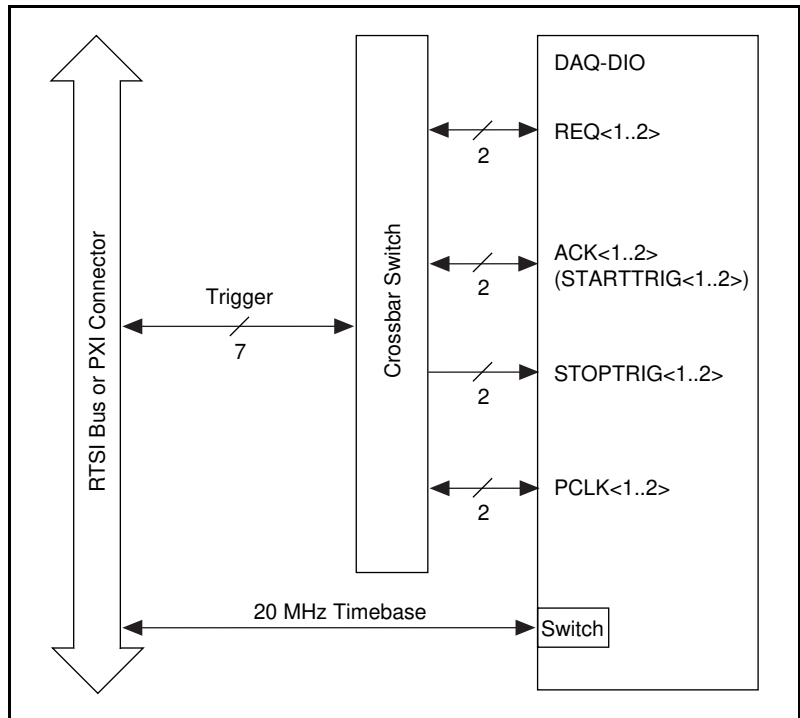 DAQ-DIO
REQ<1..2>
2
ACK<1..2>
(STARTTRIG<1..2>)
2
Trigger
7
RTSI Bus or PXI Connector
Crossbar Switch
STOPTRIG<1..2>
2
PCLK<1..2>
2
20 MHz Timebase
Switch